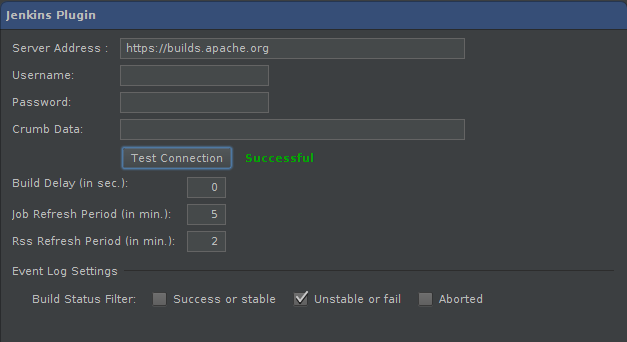 Jenkins Plugin
Server Address : https://builds.apache.org
Username:
Password:
Crumb Data:
Test Connection Successful
Build Delay (in sec.): 0
Job Refresh Period (in min.): 5
Rss Refresh Period (in min.): 2
Event Log Settings
Build Status Filter: Success or stable Unstable or fail Aborted